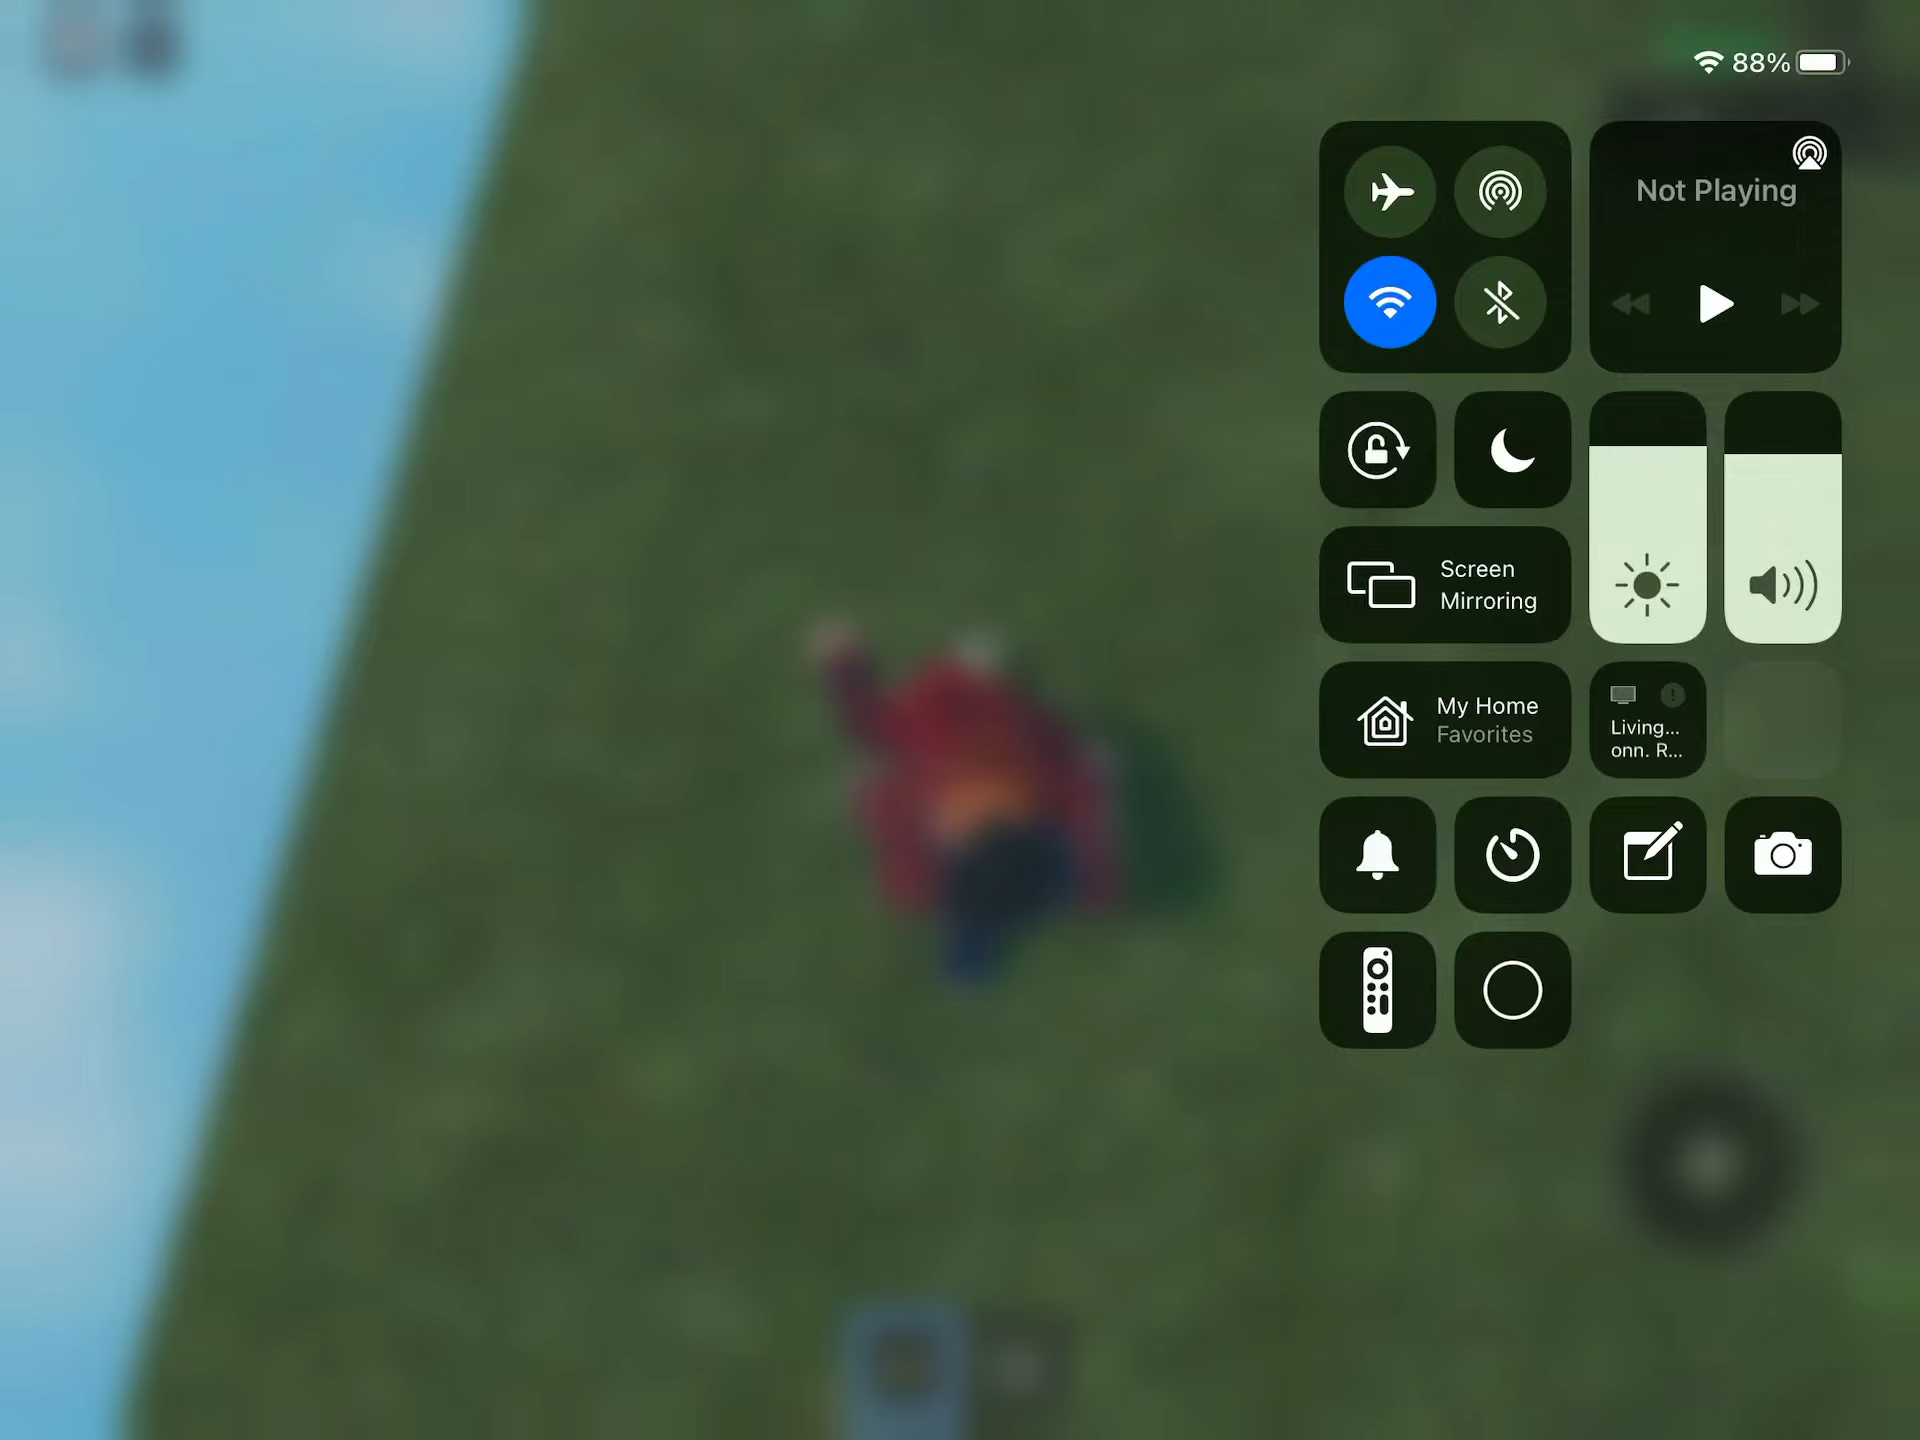 88%
Not Playing
Screen
Mirroring
My Home
Favorites
Living...
onn. R...